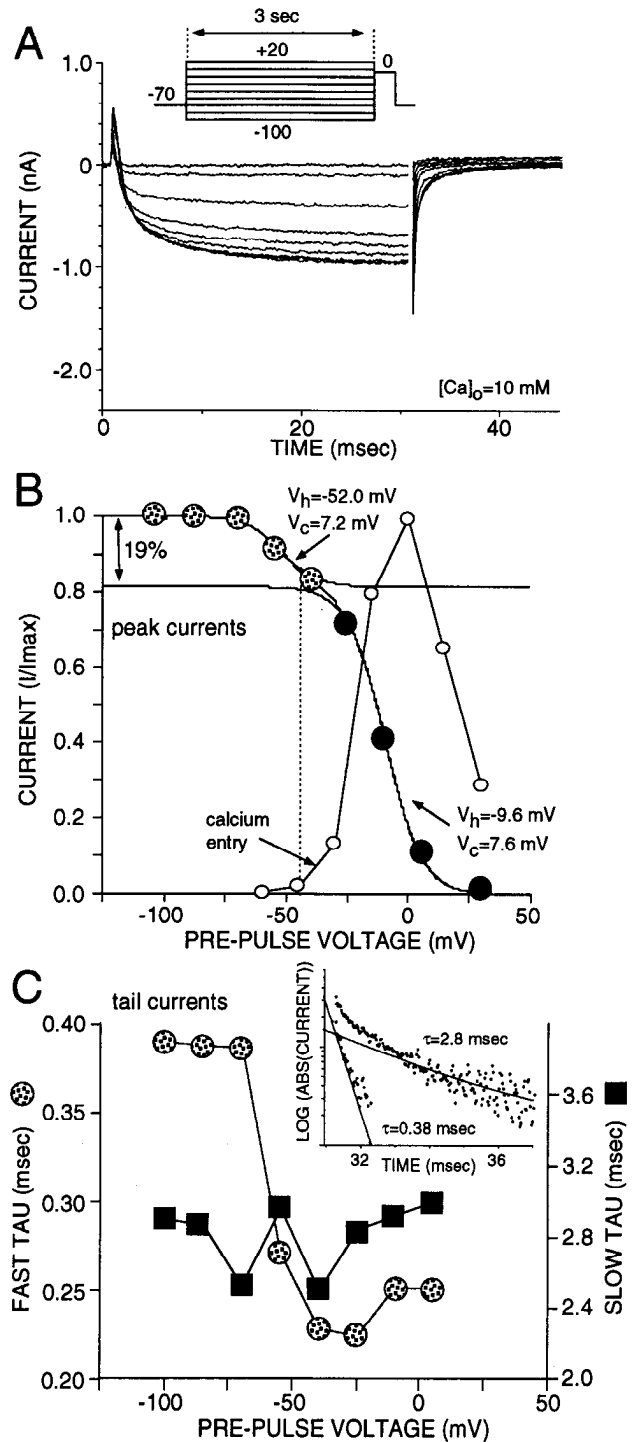 A
3 sec
+20
0
-70
-100
1.0
0
-1.0
-2.0
CURRENT (nA)
[Ca]o=10 mM
0
20
40
TIME (msec)
B
Vh=-52.0 mV
Vc=7.2 mV
1.0
0.8
0.6
0.4
0.2
0.0
19%
peak currents
CURRENT (I/Imax)
calcium
entry
Vh=-9.6 mV
Vc=7.6 mV
-100
-50
0
50
PRE-PULSE VOLTAGE (mV)
C
tail currents
0.40
0.35
0.30
0.25
0.20
FAST TAU (msec)
LOG (ABS(CURRENT))
τ=2.8 msec
τ=0.38 msec
32
36
TIME (msec)
3.6
3.2
2.8
2.4
2.0
SLOW TAU (msec)
-100
-50
0
50
PRE-PULSE VOLTAGE (mV)